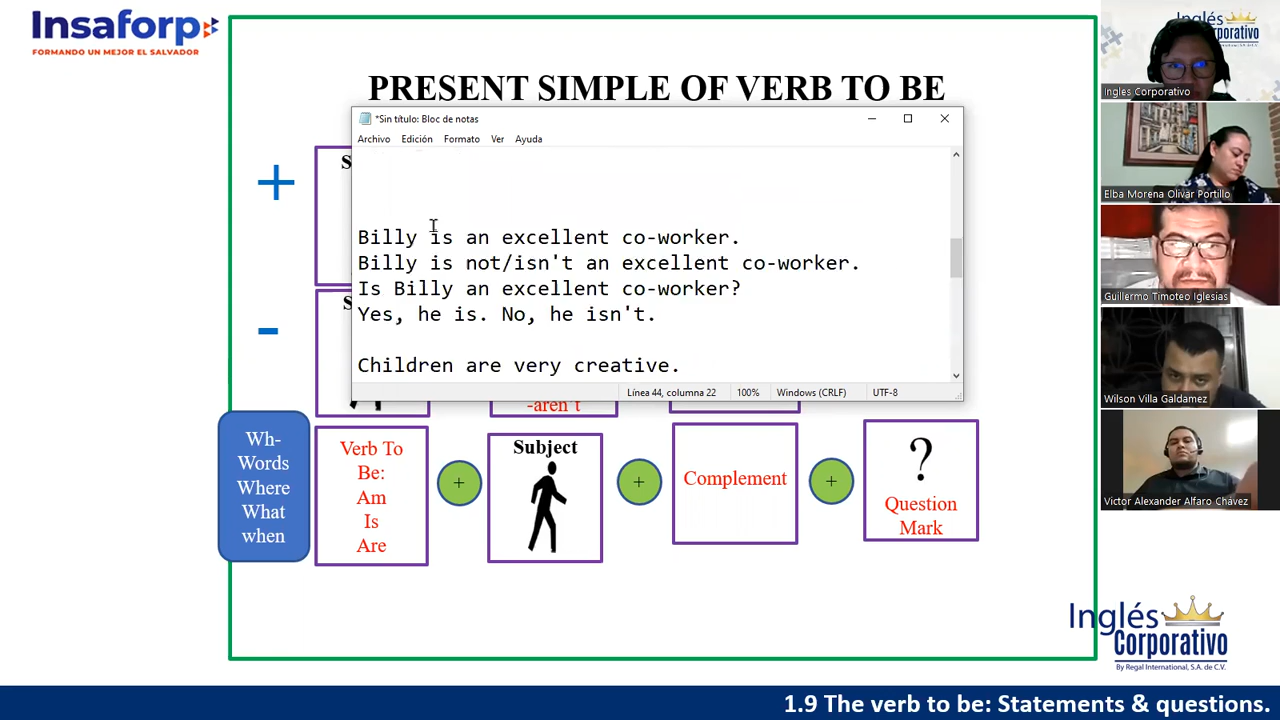 Insaforp
FORMANDO UN MEJOR EL SALVADOR
PRESENT SIMPLE OF VERB TO BE
*Sin título: Bloc de notas
Archivo Edición Formato Ver Ayuda
Billy is an excellent co-worker.
Billy is not/isn't an excellent co-worker.
Is Billy an excellent co-worker?
Yes, he is. No, he isn't.
Children are very creative.
Línea 44, columna 22 100% Windows (CRLF) UTF-8
+
S
-
S
-aren't
Wh-
Words
Where
What
when
Verb To
Be:
Am
Is
Are
+
Subject
+
Complement
+
?
Question
Mark
Inglés
Corporativo
Ingles Corporativo
Elba Morena Olivar Portillo
Guillermo Timoteo Iglesias
Wilson Villa Galdamez
Victor Alexander Alfaro Chávez
Inglés
Corporativo
By Regal International, S.A. de C.V.
1.9 The verb to be: Statements & questions.